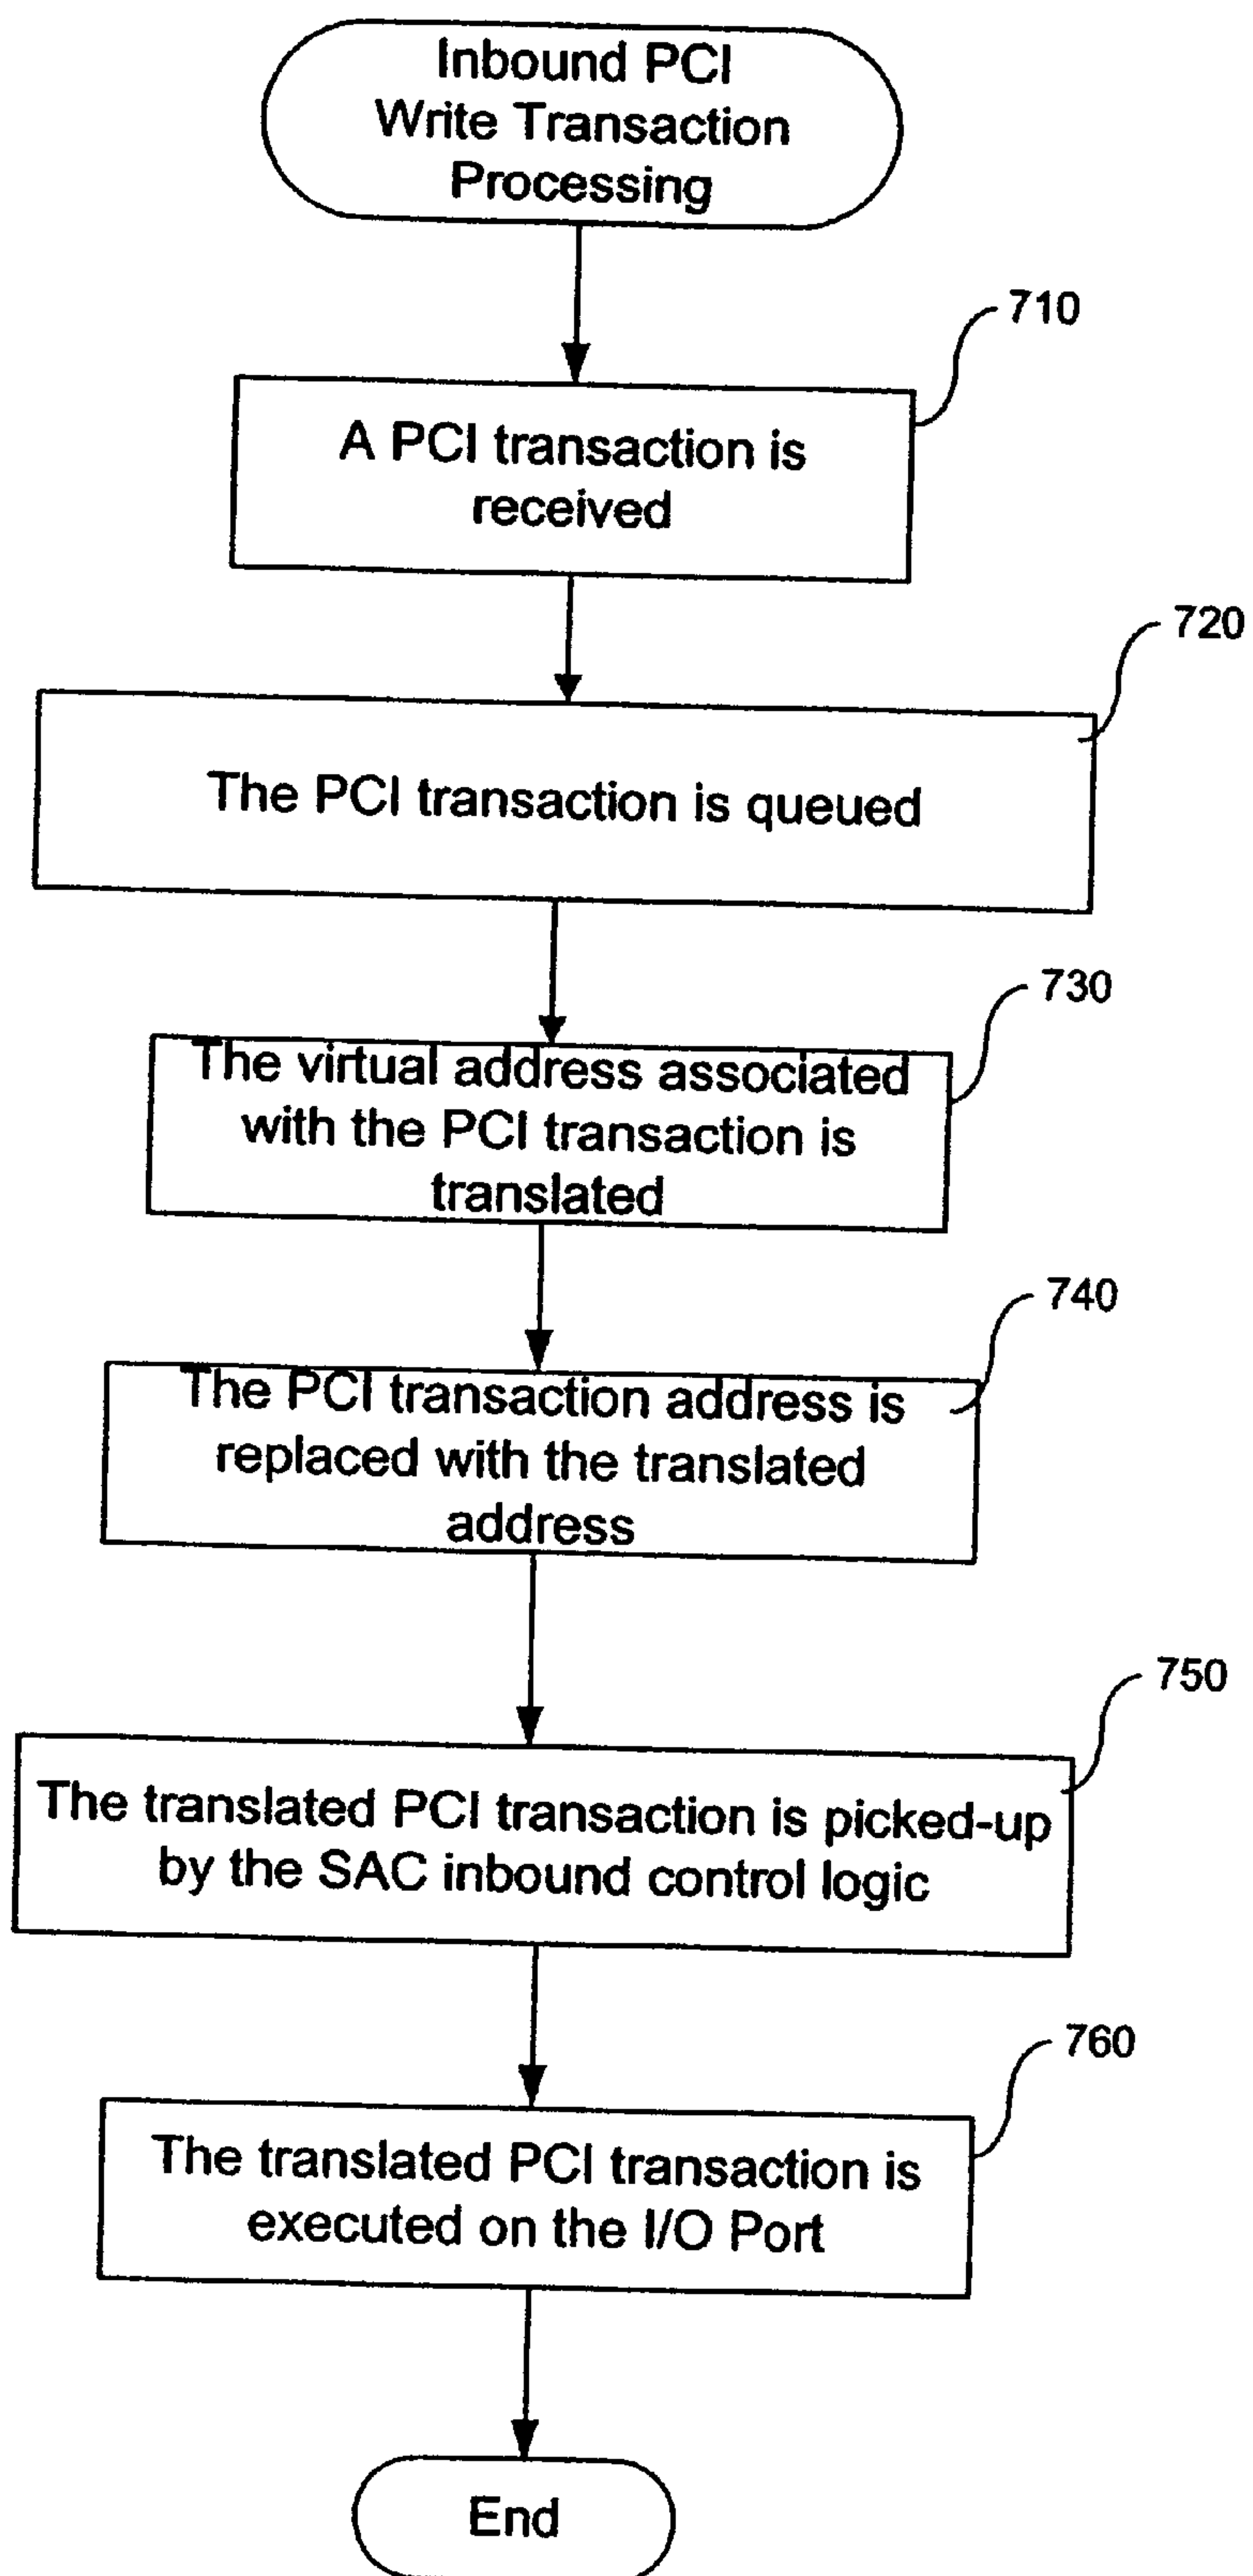 Inbound PCI
Write Transaction
Processing
710
A PCI transaction is
received
720
The PCI transaction is queued
730
The virtual address associated
with the PCI transaction is
translated
740
The PCI transaction address is
replaced with the translated
address
750
The translated PCI transaction is picked-up
by the SAC inbound control logic
760
The translated PCI transaction is
executed on the I/O Port
End